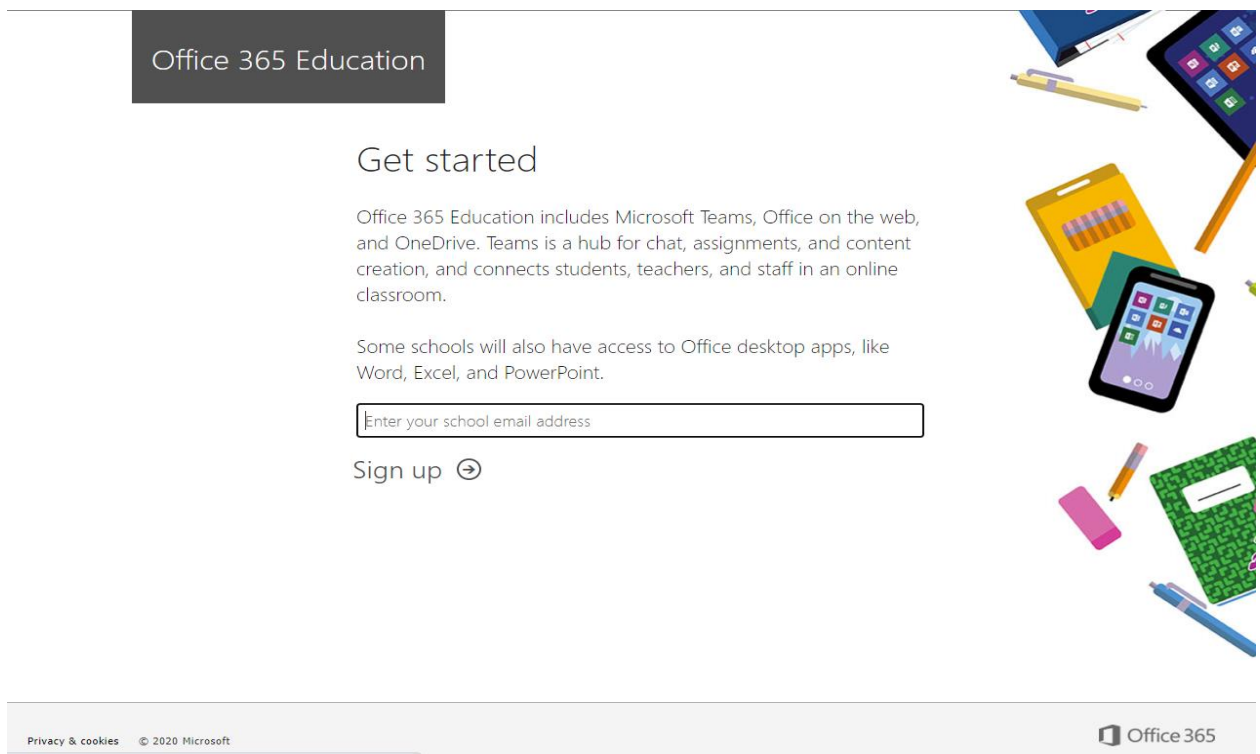 Office 365 Education
Get started
Office 365 Education includes Microsoft Teams, Office on the web,
and OneDrive. Teams is a hub for chat, assignments, and content
creation, and connects students, teachers, and staff in an online
classroom.
Some schools will also have access to Office desktop apps, like
Word, Excel, and PowerPoint.
Enter your school email address
Sign up
Privacy & cookies © 2020 Microsoft
Office 365